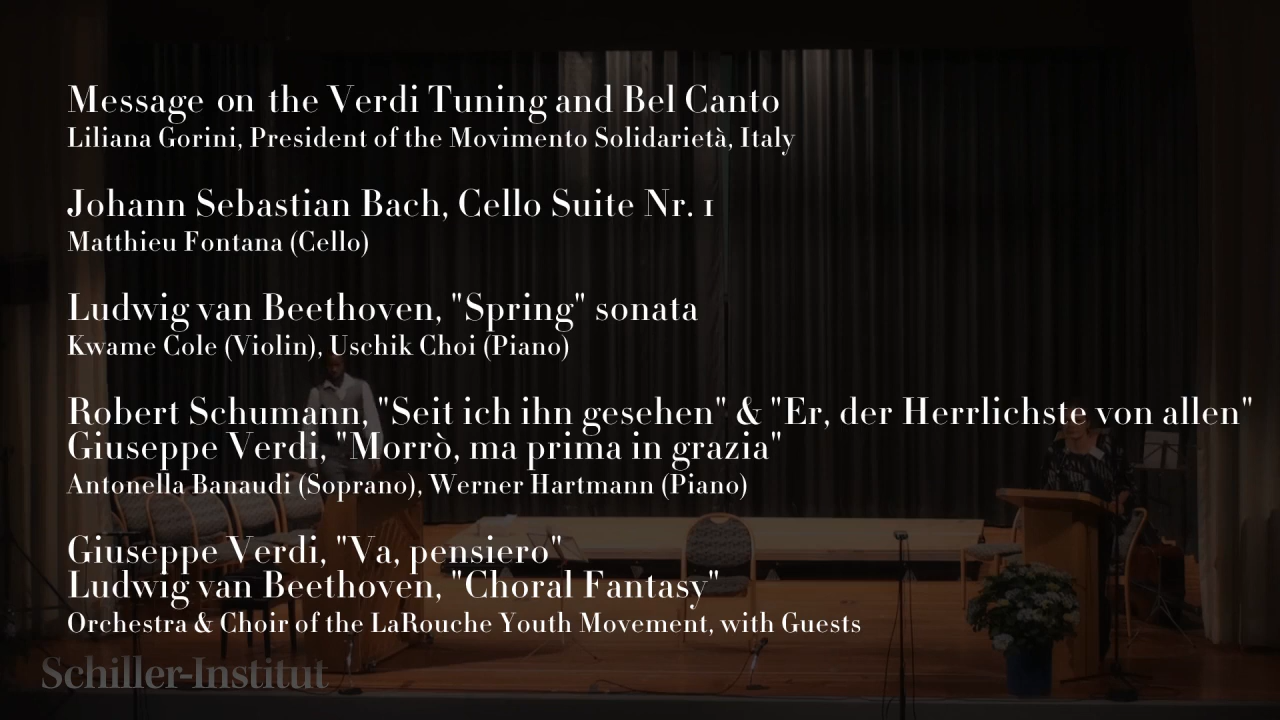 Message on the Verdi Tuning and Bel Canto
Liliana Gorini, President of the Movimento Solidarietà, Italy
Johann Sebastian Bach, Cello Suite Nr. 1
Matthieu Fontana (Cello)
Ludwig van Beethoven, "Spring" sonata
Kwame Cole (Violin), Uschik Choi (Piano)
Robert Schumann, "Seit ich ihn gesehen" & "Er, der Herrlichste von allen"
Giuseppe Verdi, "Morrò, ma prima in grazia"
Antonella Banaudi (Soprano), Werner Hartmann (Piano)
Giuseppe Verdi, "Va, pensiero"
Ludwig van Beethoven, "Choral Fantasy"
Orchestra & Choir of the LaRouche Youth Movement, with Guests
Schiller-Institut